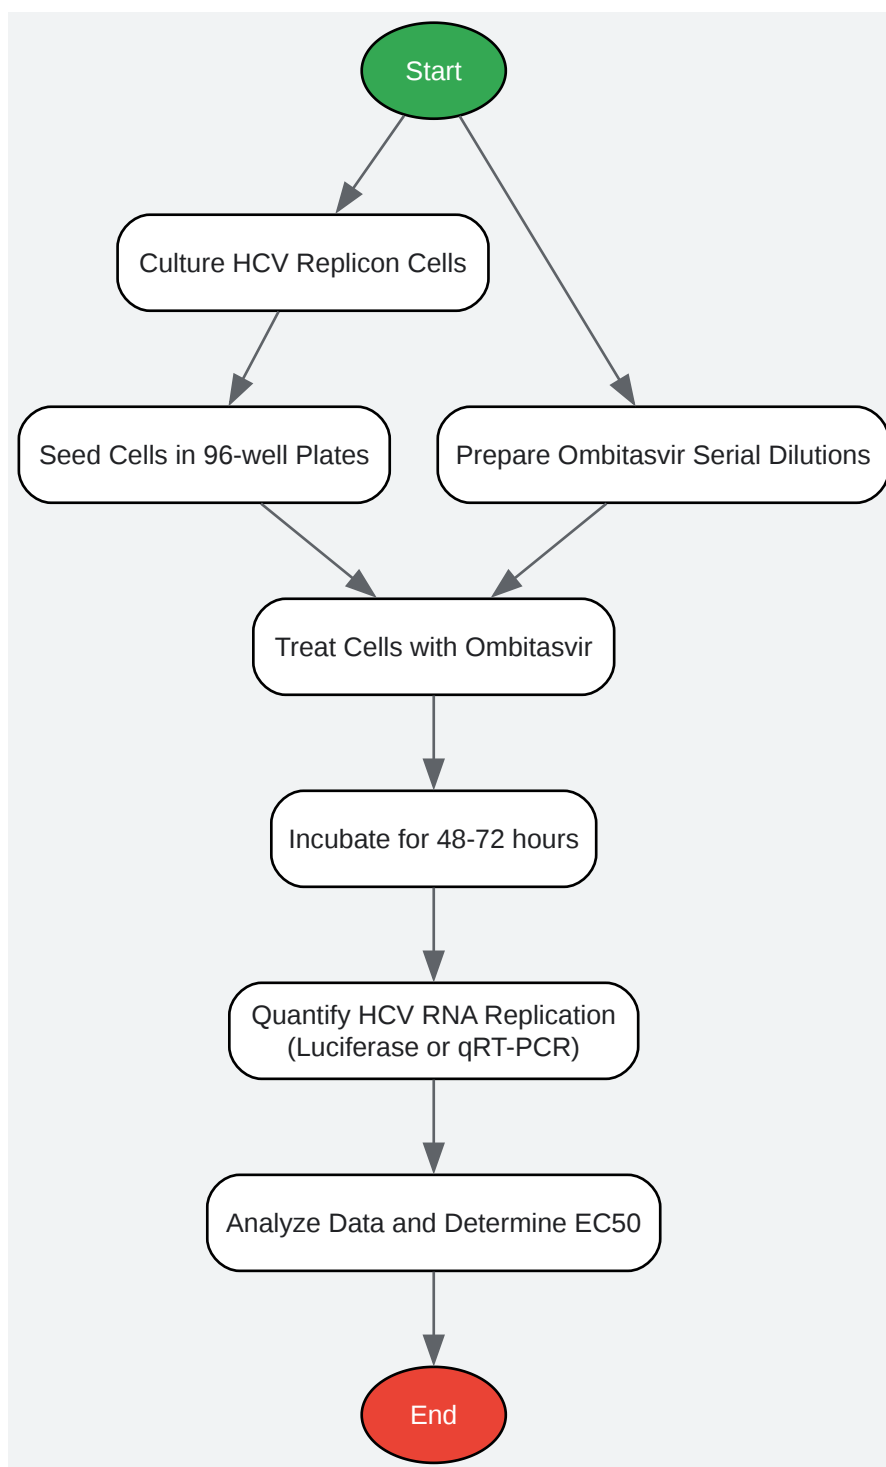 Start
Culture HCV Replicon Cells
Seed Cells in 96-well Plates
Prepare Ombitasvir Serial Dilutions
Treat Cells with Ombitasvir
Incubate for 48-72 hours
Quantify HCV RNA Replication
(Luciferase or qRT-PCR)
Analyze Data and Determine EC50
End